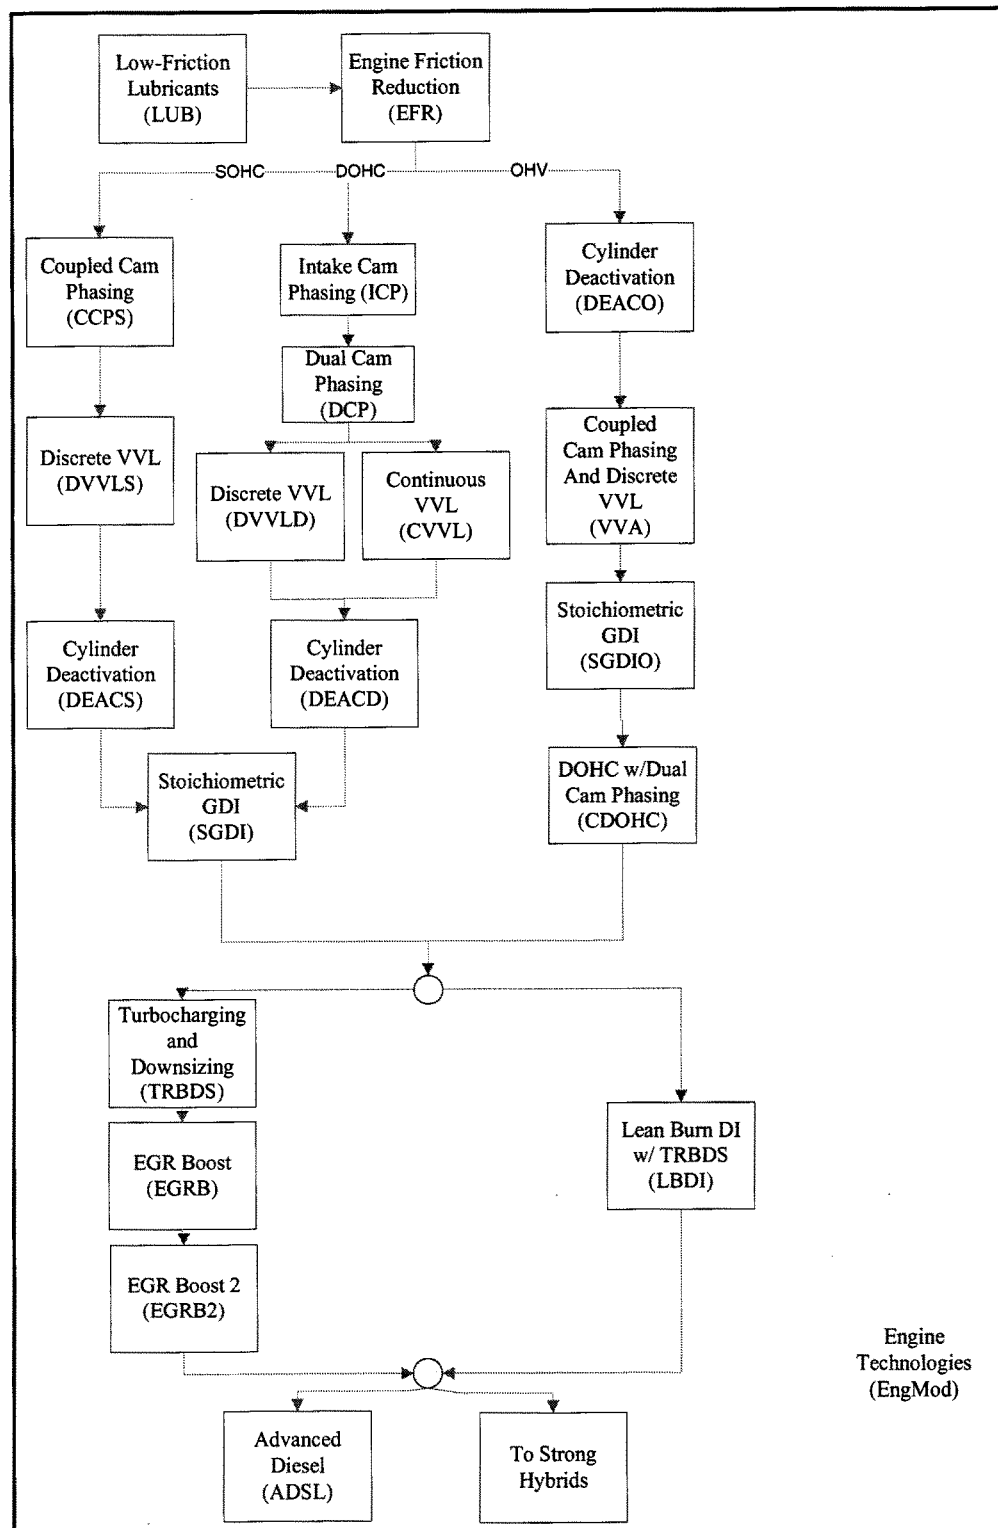 Low-Friction
Lubricants
(LUB)
Engine Friction
Reduction
(EFR)
SOHC
DOHC
OHV
Coupled Cam
Phasing
(CCPS)
Intake Cam
Phasing (ICP)
Cylinder
Deactivation
(DEACO)
Dual Cam
Phasing
(DCP)
Discrete VVL
(DVVLS)
Discrete VVL
(DVVLD)
Continuous
VVL
(CVVL)
Coupled
Cam Phasing
And Discrete
VVL
(VVA)
Cylinder
Deactivation
(DEACS)
Cylinder
Deactivation
(DEACD)
Stoichiometric
GDI
(SGDIO)
Stoichiometric
GDI
(SGDI)
DOHC w/Dual
Cam Phasing
(CDOHC)
Turbocharging
and
Downsizing
(TRBDS)
EGR Boost
(EGRB)
Lean Burn DI
w/ TRBDS
(LBDI)
EGR Boost 2
(EGRB2)
Engine
Technologies
(EngMod)
Advanced
Diesel
(ADSL)
To Strong
Hybrids